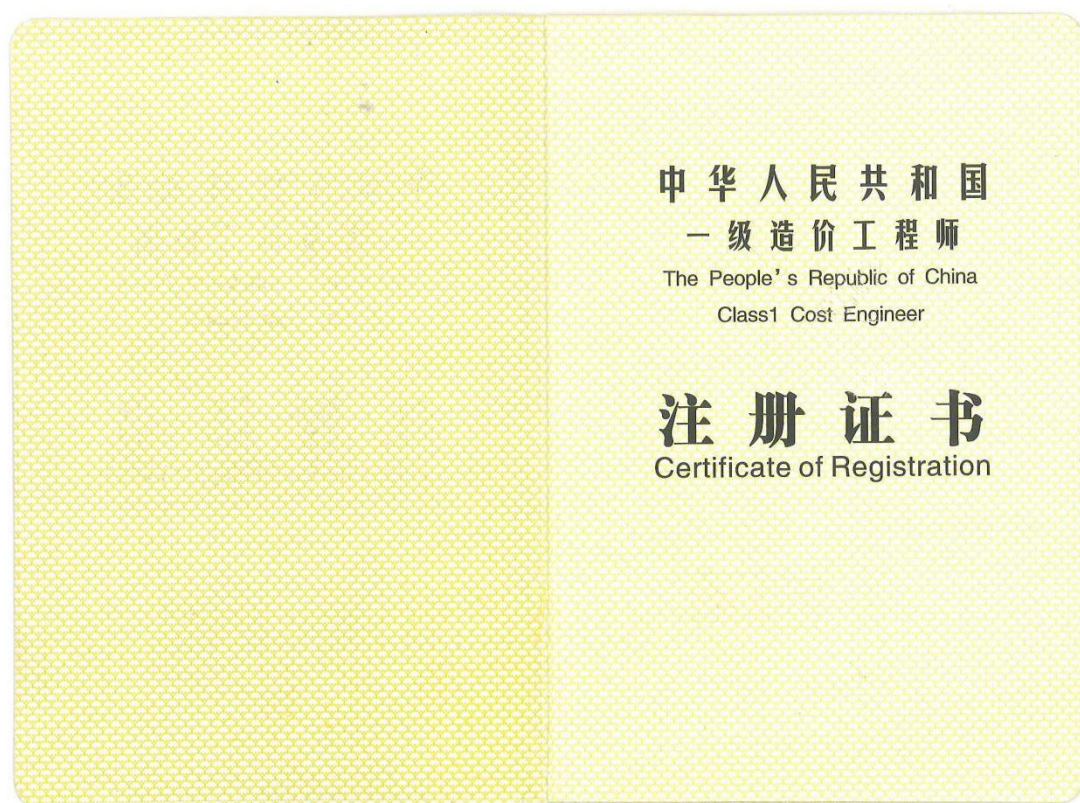 中华人民共和国
一级造价工程师
The People's Republic of China
Class1 Cost Engineer
注册证书
Certificate of Registration